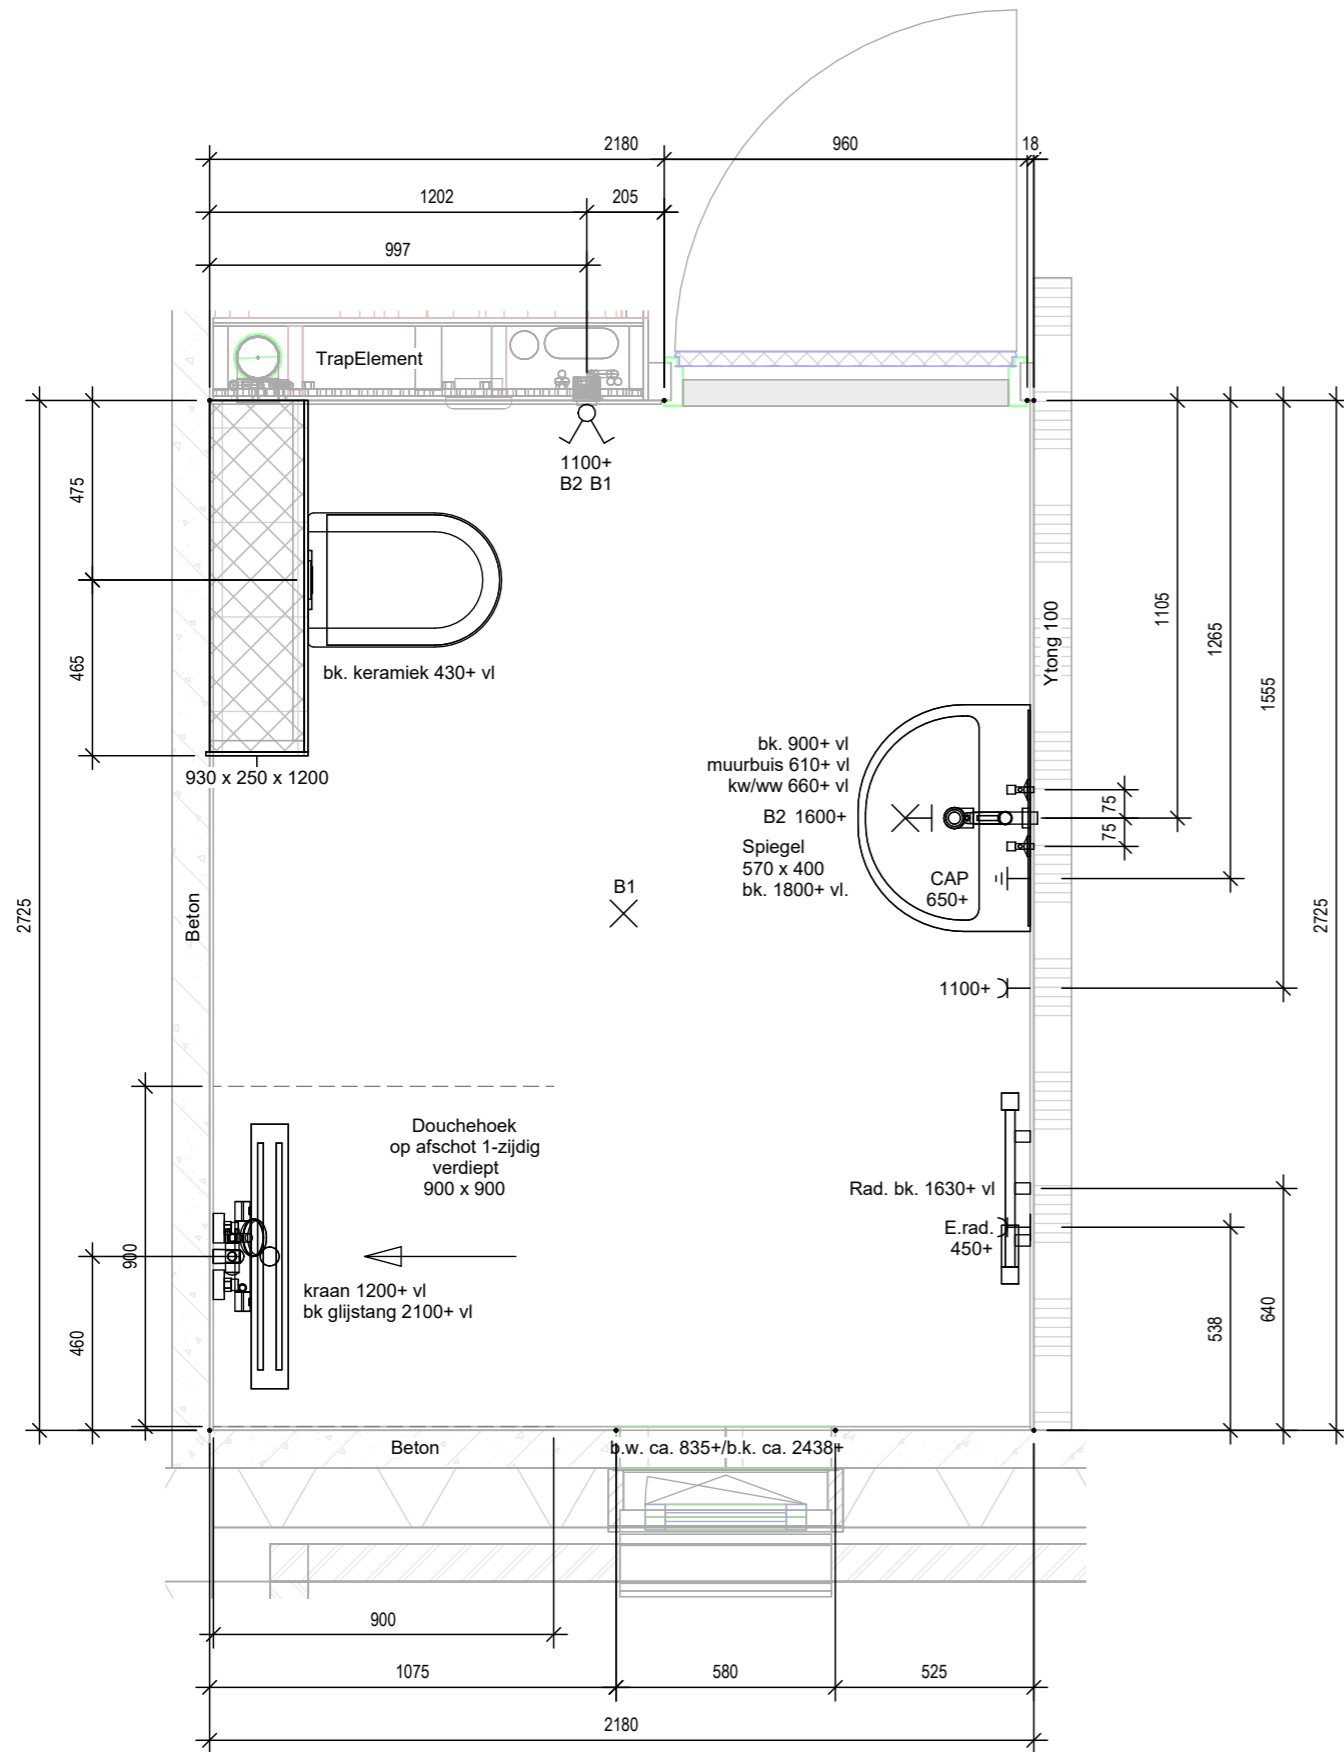 2180
960
18
1202
205
997
TrapElement
1100+
B2 B1
475
465
bk. keramiek 430+ vl
930 x 250 x 1200
2725
Beton
Ytong 100
1105
1265
1555
2725
bk. 900+ vl
muurbuis 610+ vl
kw/ww 660+ vl
B2 1600+
Spiegel
570 x 400
bk. 1800+ vl.
CAP
650+
75
75
B1
1100+
Douchehoek
op afschot 1-zijdig
verdiept
900 x 900
Rad. bk. 1630+ vl
E.rad.
450+
kraan 1200+ vl
bk glijstang 2100+ vl
900
460
538
640
Beton
b.w. ca. 835+/b.k. ca. 2438+
900
1075
580
525
2180